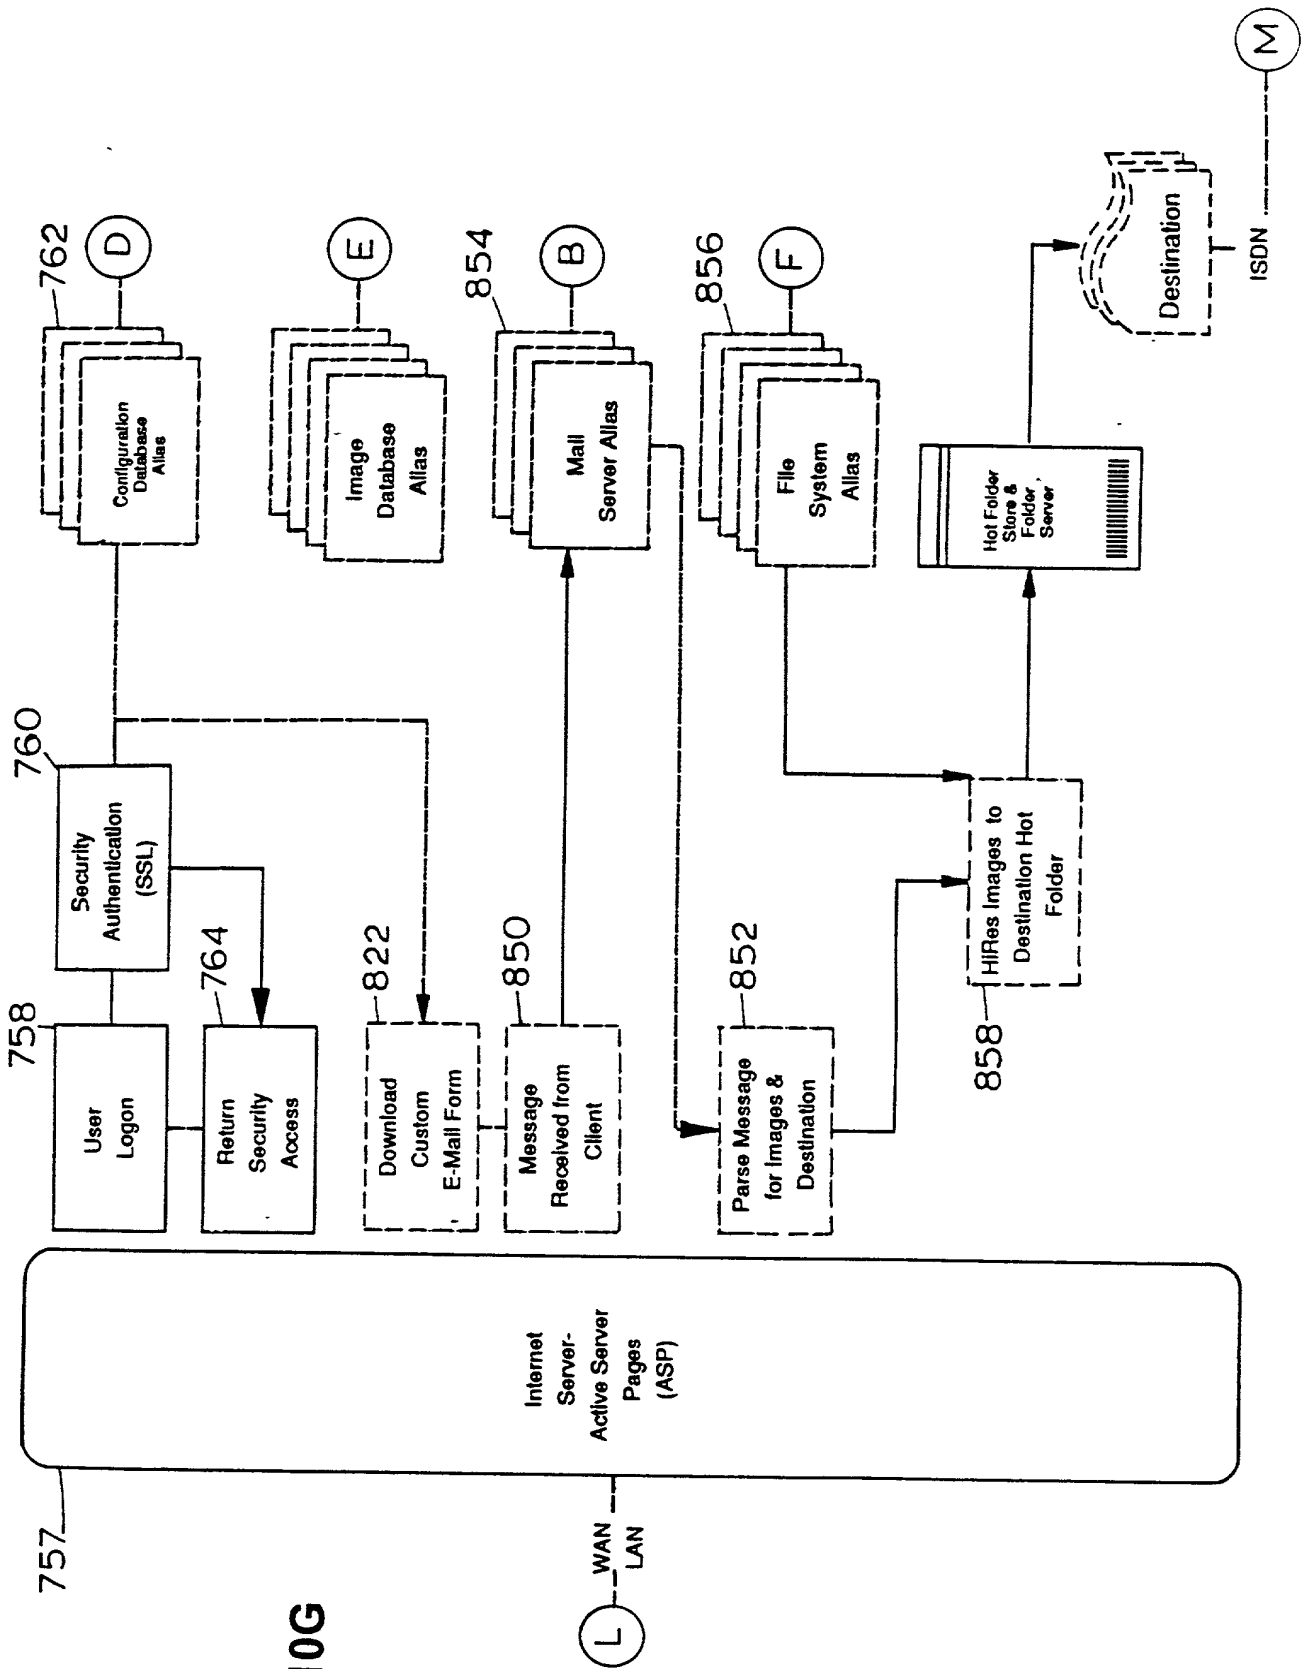 757
Internet
Server-
Active Server
Pages
(ASP)
L
WAN
LAN
758
User
Logon
760
Security
Authentication
(SSL)
762
Configuration
Database
Alias
D
764
Return
Security
Access
Image
Database
Alias
E
822
Download
Custom
E-Mail Form
850
Message
Received from
Client
854
Mail
Server Alias
B
852
Parse Message
for Images &
Destination
856
File
System
Alias
F
858
HiRes Images to
Destination Hot
Folder
Hot Folder
Store &
Folder
Server
Destination
ISDN
M